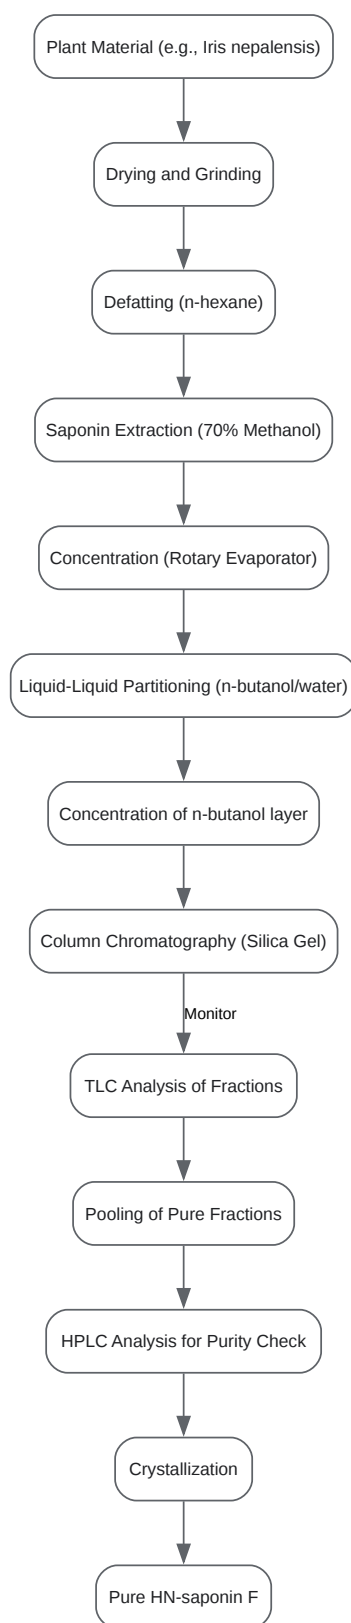 Plant Material (e.g., Iris nepalensis)
Drying and Grinding
Defatting (n-hexane)
Saponin Extraction (70% Methanol)
Concentration (Rotary Evaporator)
Liquid-Liquid Partitioning (n-butanol/water)
Concentration of n-butanol layer
Column Chromatography (Silica Gel)
Monitor
TLC Analysis of Fractions
Pooling of Pure Fractions
HPLC Analysis for Purity Check
Crystallization
Pure HN-saponin F